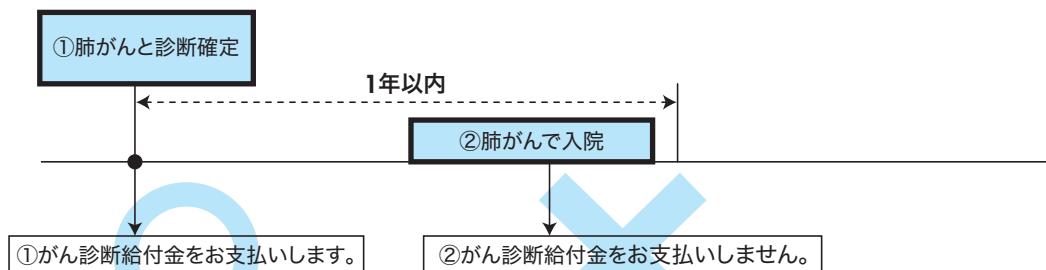 ①肺がんと診断確定
1年以内
②肺がんで入院
①がん診断給付金をお支払いします。
②がん診断給付金をお支払いしません。